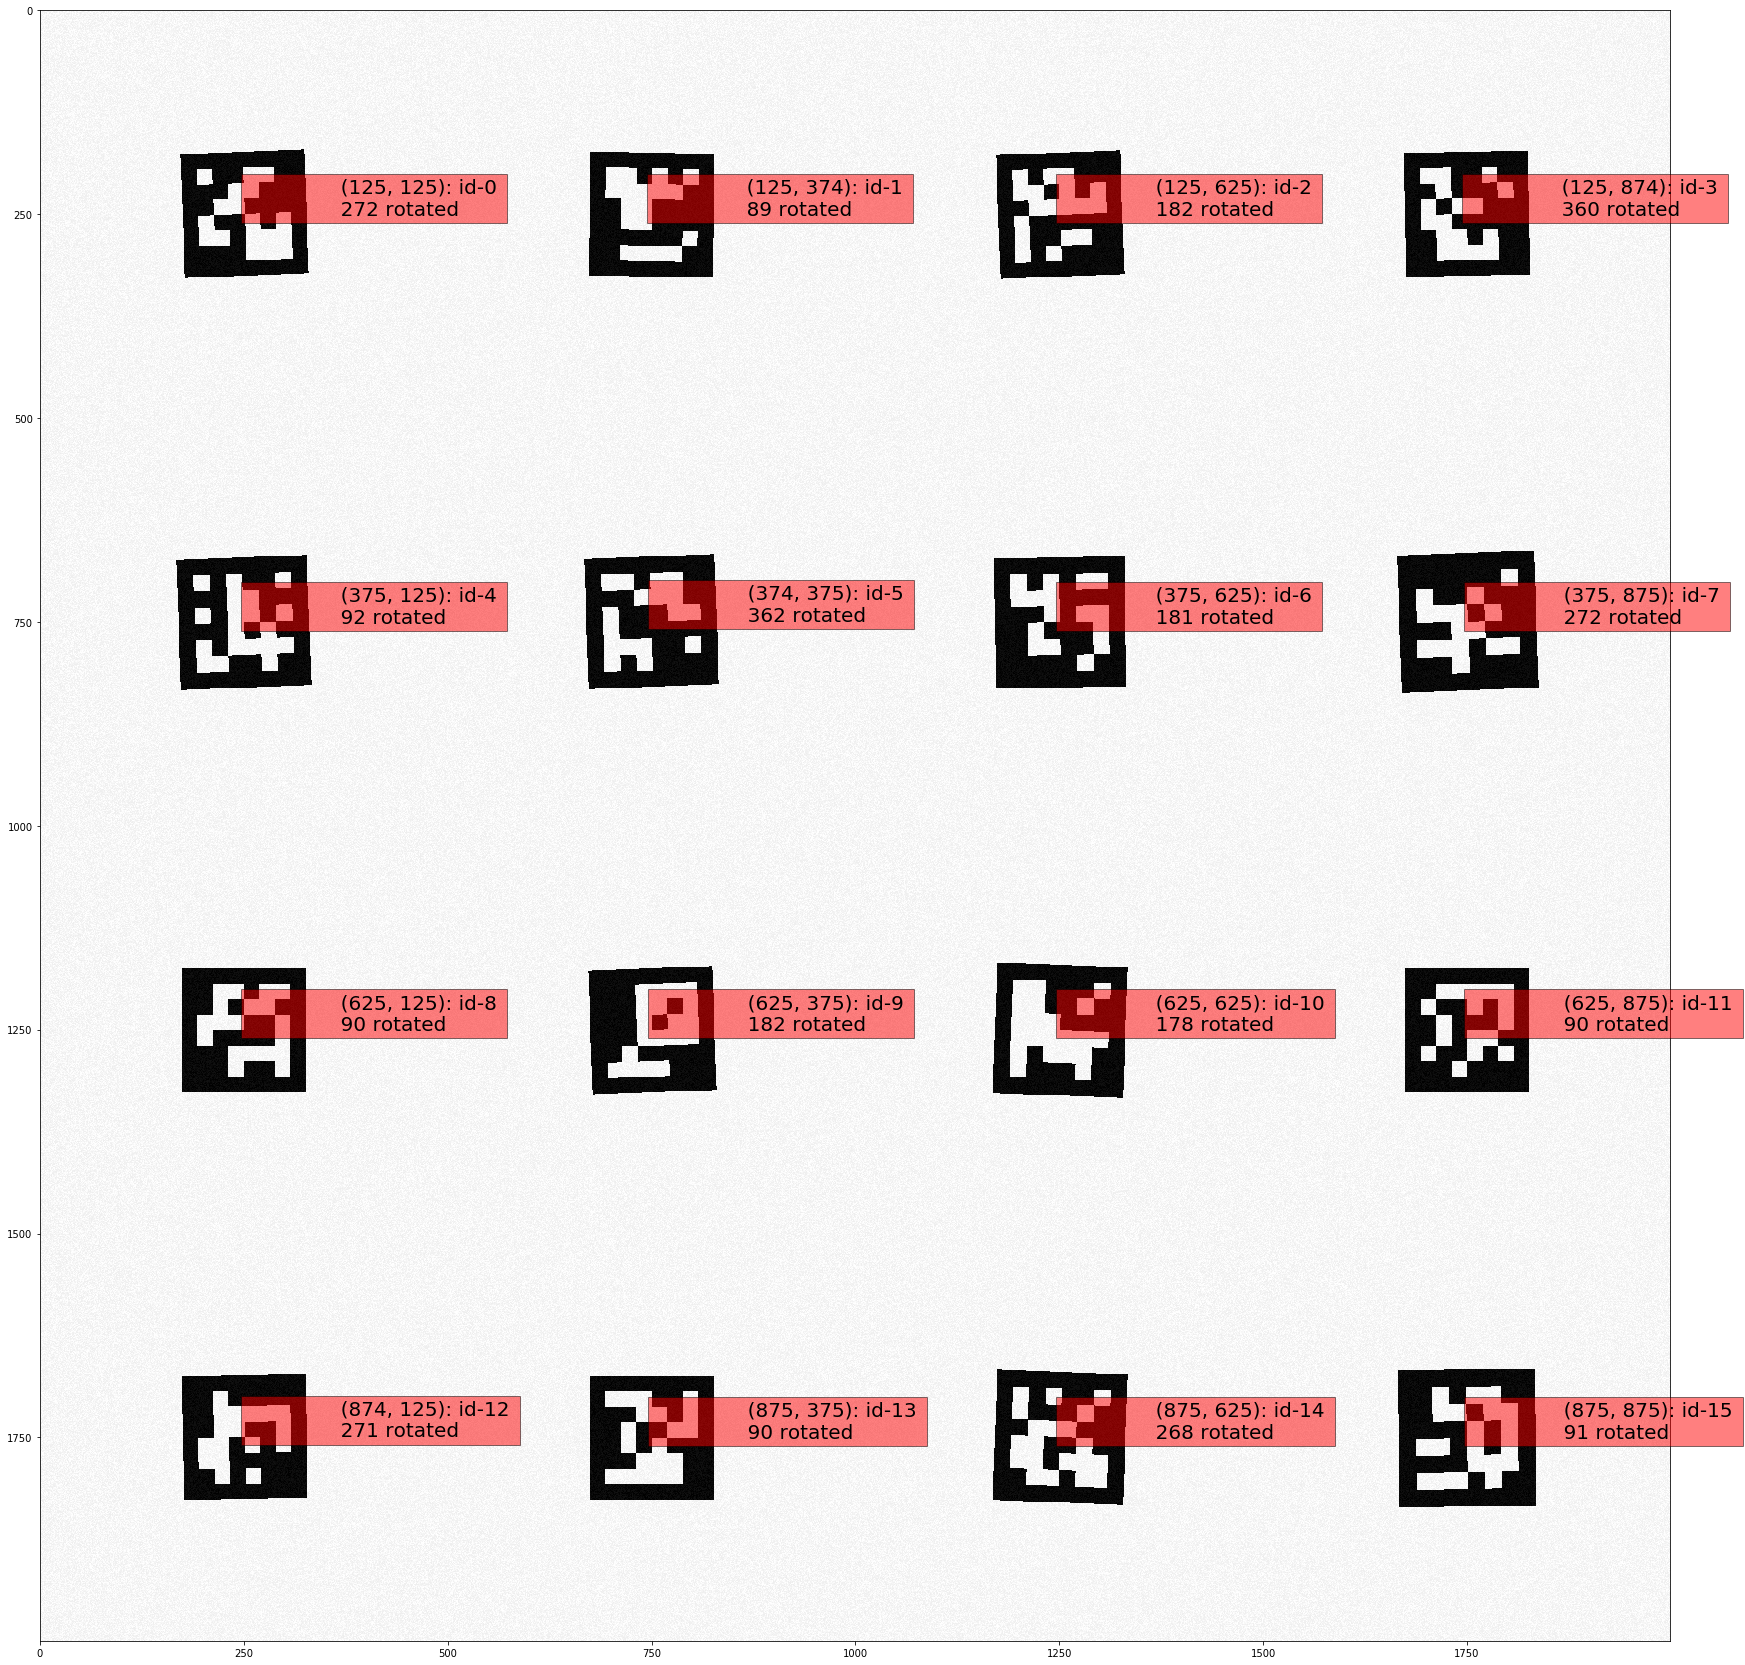 0
(125, 125): id-0
272 rotated
(125, 374): id-1
89 rotated
(125, 625): id-2
182 rotated
(125, 874): id-3
360 rotated
250
500
(375, 125): id-4
92 rotated
(374, 375): id-5
362 rotated
(375, 625): id-6
181 rotated
(375, 875): id-7
272 rotated
750
1000
(625, 125): id-8
90 rotated
(625, 375): id-9
182 rotated
(625, 625): id-10
178 rotated
(625, 875): id-11
90 rotated
1250
1500
(874, 125): id-12
271 rotated
(875, 375): id-13
90 rotated
(875, 625): id-14
268 rotated
(875, 875): id-15
91 rotated
1750
0 250 500 750 1000 1250 1500 1750